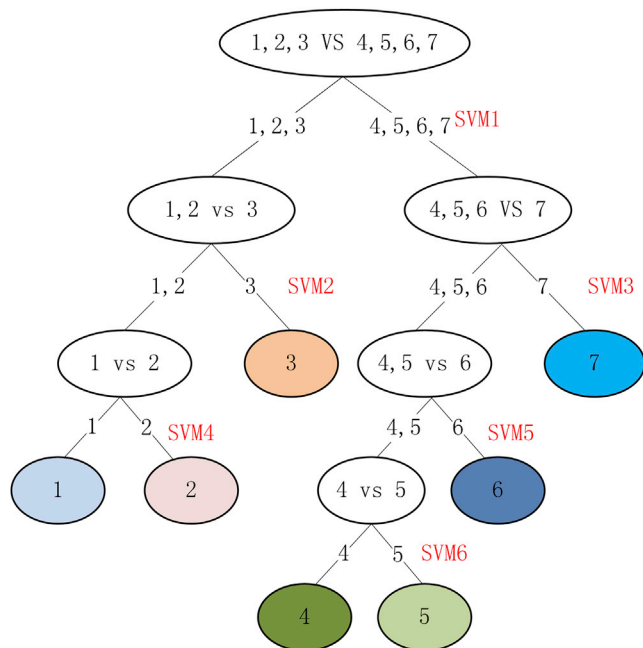 1,2,3 VS 4,5,6,7
1,2,3
4,5,6,7
SVM1
1,2 vs 3
4,5,6 VS 7
1,2
3
SVM2
4,5,6
7
SVM3
1 vs 2
3
4,5 vs 6
7
1
2
SVM4
4,5
6
SVM5
1
2
4 vs 5
6
4
5
SVM6
4
5